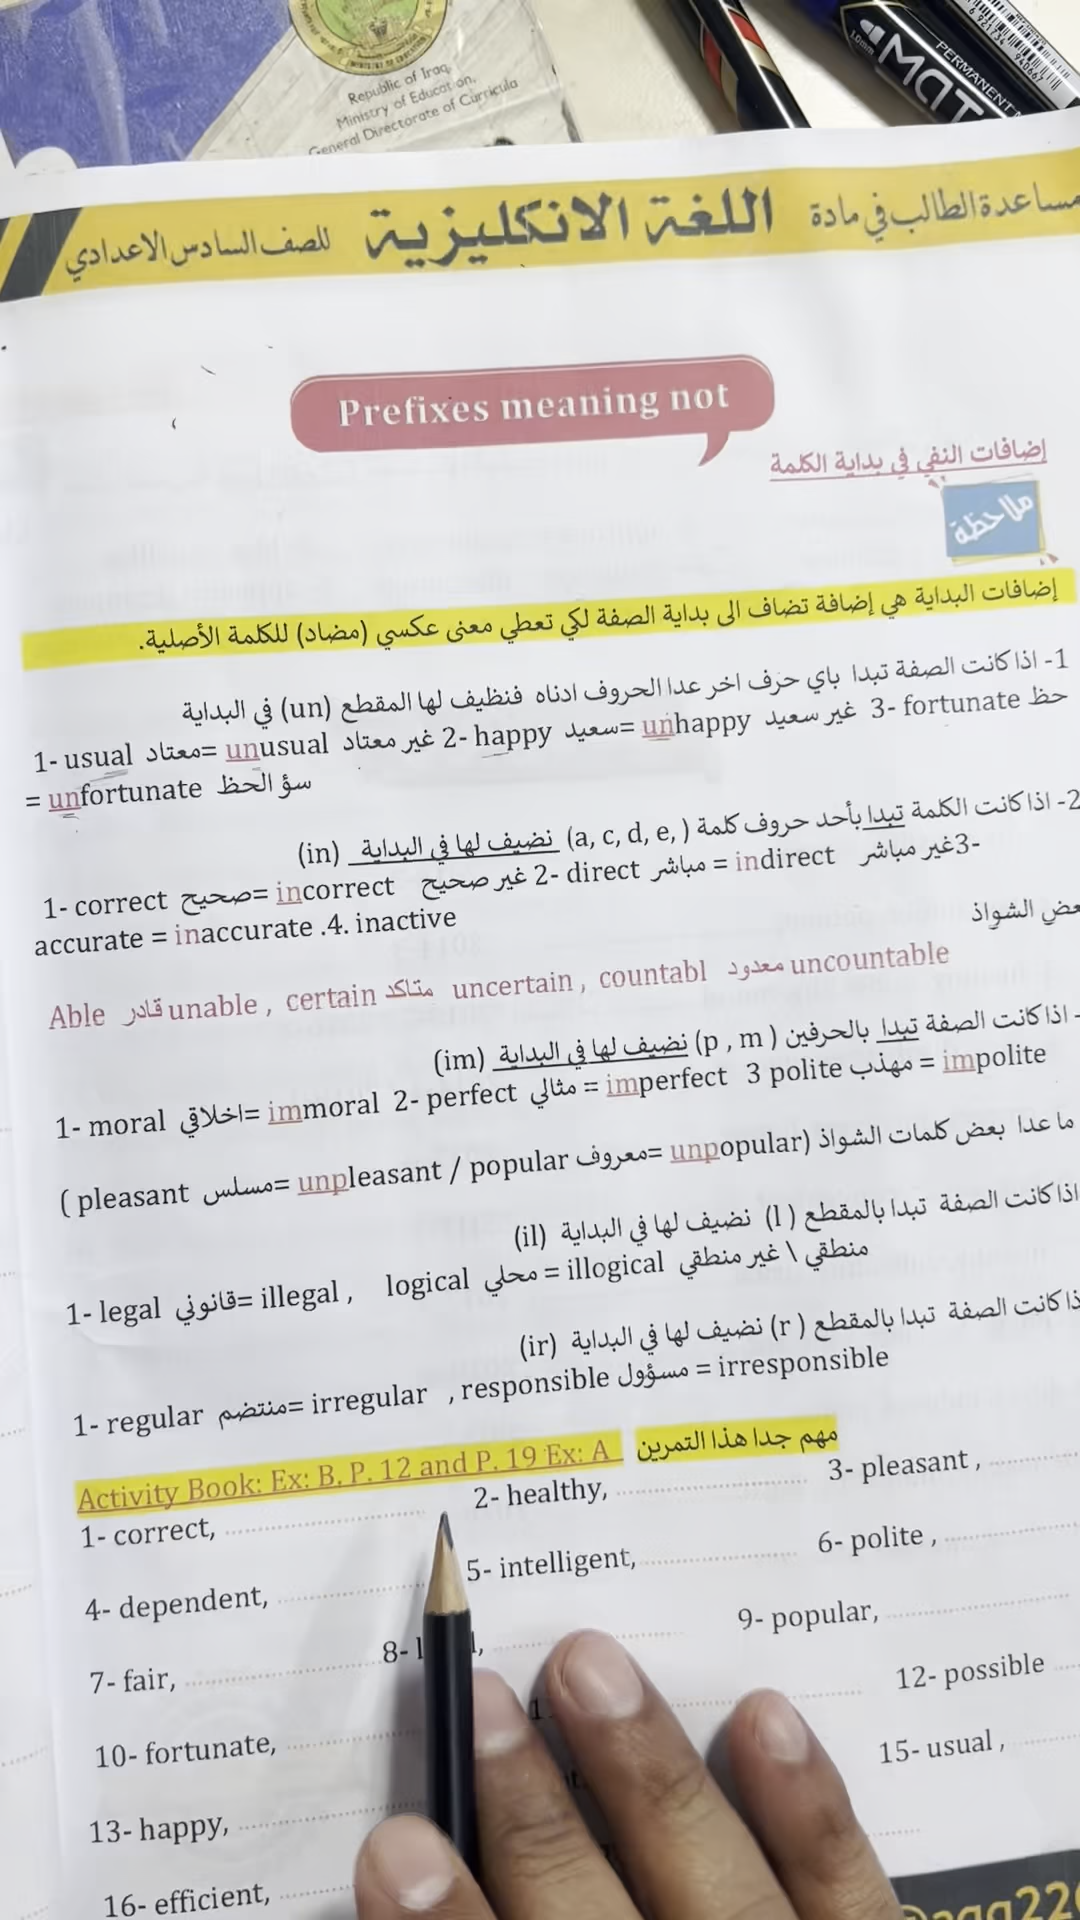 Republic of Iraq
Ministry of Education
General Directorate of Curricula
1.0mm
MAT
PERMANENT
6 921734 940667
مساعدة الطالب في مادة اللغة الانكليزية للصف السادس الاعدادي
Prefixes meaning not
إضافات النفي في بداية الكلمة
ملاحظة
إضافات البداية هي إضافة تضاف الى بداية الصفة لكي تعطي معنى عكسي (مضاد) للكلمة الأصلية.
1- اذا كانت الصفة تبدا باي حرف اخر عدا الحروف ادناه فنظيف لها المقطع (un) في البداية
1- usual معتاد= unusual غير معتاد 2- happy سعيد= unhappy غير سعيد 3- fortunate حظ
= unfortunate سؤ الحظ
2- اذا كانت الكلمة تبدا بأحد حروف كلمة (a, c, d, e, ) نضيف لها في البداية (in)
1- correct صحيح= incorrect غير صحيح 2- direct مباشر = indirect غير مباشر 3-
accurate = inaccurate .4. inactive
عض الشواذ
Able قادر unable , certain متاكد uncertain , countabl معدود uncountable
- اذا كانت الصفة تبدا بالحرفين ( p , m) نضيف لها في البداية (im)
1- moral اخلاقي= immoral 2- perfect مثالي = imperfect 3 polite مهذب = impolite
ما عدا بعض كلمات الشواذ (pleasant مسلس= unpleasant / popular معروف= unpopular )
اذا كانت الصفة تبدا بالمقطع ( l) نضيف لها في البداية (il)
منطقي \ غير منطقي
1- legal قانوني= illegal , logical محلي = illogical
ذا كانت الصفة تبدا بالمقطع ( r) نضيف لها في البداية (ir)
1- regular منتضم= irregular , responsible مسؤول = irresponsible
Activity Book: Ex: B, P. 12 and P. 19 Ex: A مهم جدا هذا التمرين
1- correct, 2- healthy, 3- pleasant ,
4- dependent, 5- intelligent, 6- polite ,
7- fair, 8- 9- popular,
10- fortunate, 12- possible
13- happy, 15- usual ,
16- efficient,